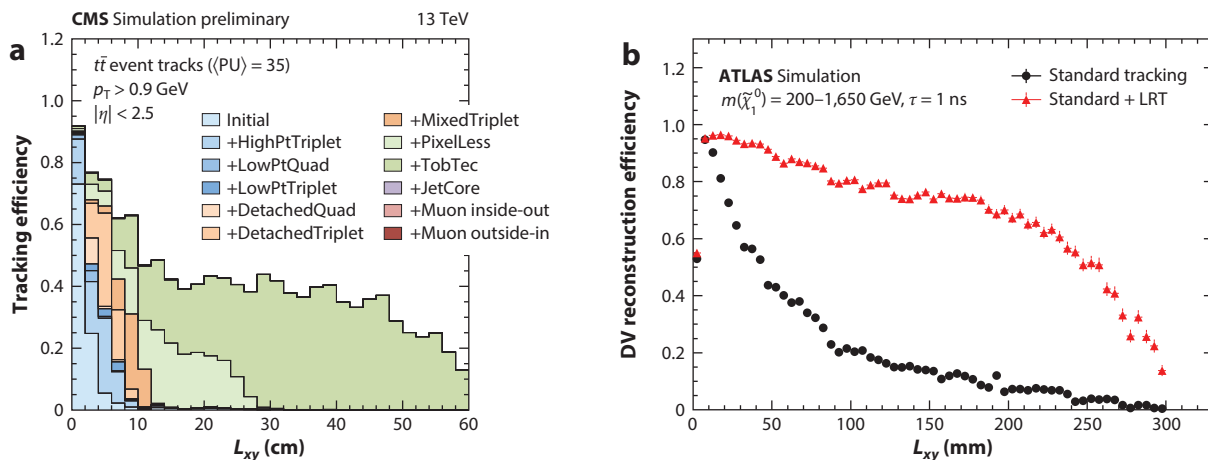 a
CMS Simulation preliminary 13 TeV
tt̄ event tracks (⟨PU⟩ = 35)
pT > 0.9 GeV
|η| < 2.5
Initial
+HighPtTriplet
+LowPtQuad
+LowPtTriplet
+DetachedQuad
+DetachedTriplet
+MixedTriplet
+PixelLess
+TobTec
+JetCore
+Muon inside-out
+Muon outside-in
Tracking efficiency
1.2
1.0
0.8
0.6
0.4
0.2
0
0 10 20 30 40 50 60
Lxy (cm)
b
ATLAS Simulation
m(χ̃₁⁰) = 200–1,650 GeV, τ = 1 ns
Standard tracking
Standard + LRT
DV reconstruction efficiency
1.2
1.0
0.8
0.6
0.4
0.2
0
0 50 100 150 200 250 300
Lxy (mm)